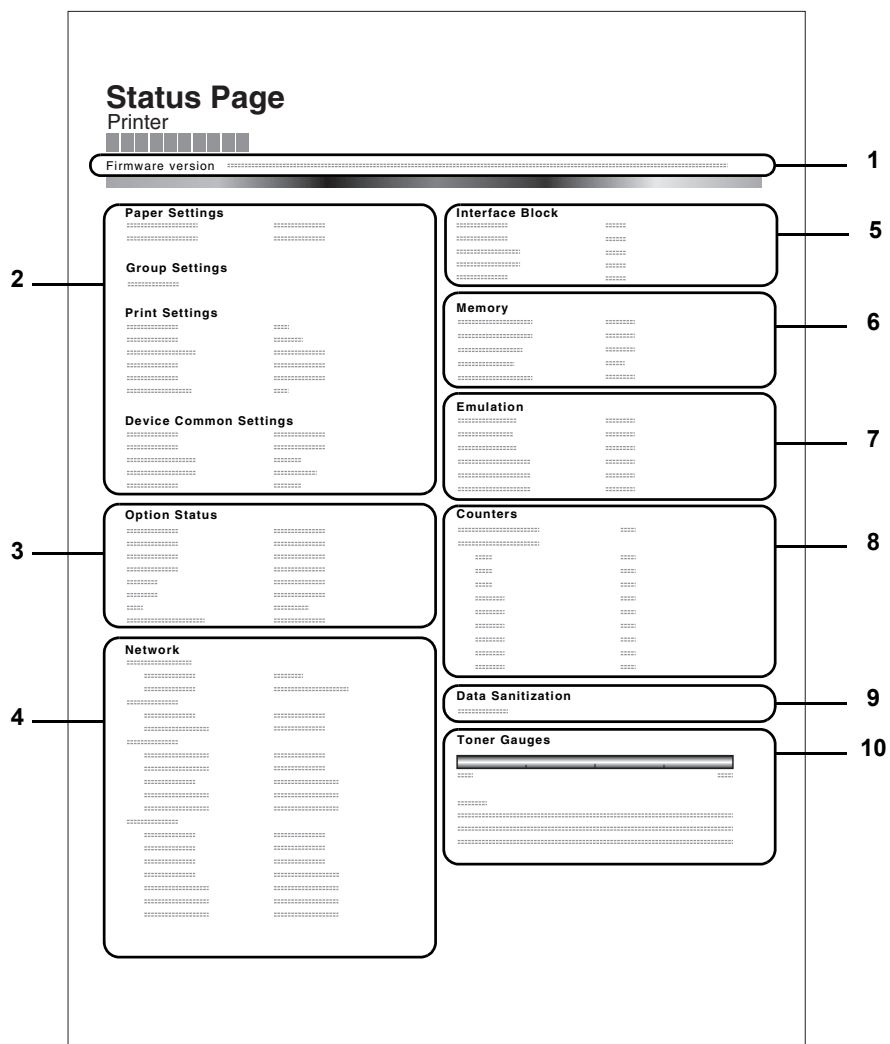 Status Page
Printer
Firmware version
1
Paper Settings
Group Settings
Print Settings
Device Common Settings
2
Option Status
3
Network
4
Interface Block
5
Memory
6
Emulation
7
Counters
8
Data Sanitization
9
Toner Gauges
10